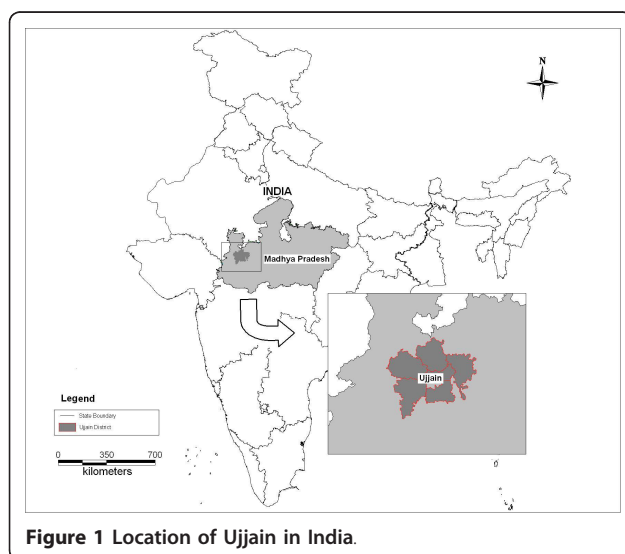 N
INDIA
Madhya Pradesh
Ujjain
Legend
State Boundary
Ujjain District
0 350 700
kilometers
Figure 1 Location of Ujjain in India.